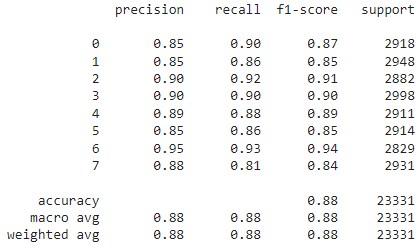 precision recall f1-score support
0 0.85 0.90 0.87 2918
1 0.85 0.86 0.85 2948
2 0.90 0.92 0.91 2882
3 0.90 0.90 0.90 2998
4 0.89 0.88 0.89 2911
5 0.85 0.86 0.85 2914
6 0.95 0.93 0.94 2829
7 0.88 0.81 0.84 2931
accuracy 0.88 23331
macro avg 0.88 0.88 0.88 23331
weighted avg 0.88 0.88 0.88 23331